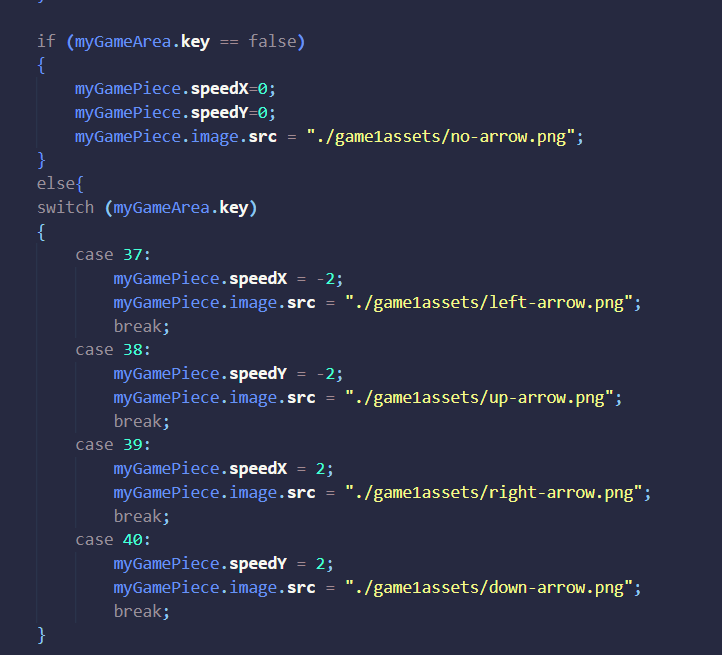 if (myGameArea.key == false)
{
    myGamePiece.speedX=0;
    myGamePiece.speedY=0;
    myGamePiece.image.src = "./game1assets/no-arrow.png";
}
else{
switch (myGameArea.key)
{
    case 37:
        myGamePiece.speedX = -2;
        myGamePiece.image.src = "./game1assets/left-arrow.png";
        break;
    case 38:
        myGamePiece.speedY = -2;
        myGamePiece.image.src = "./game1assets/up-arrow.png";
        break;
    case 39:
        myGamePiece.speedX = 2;
        myGamePiece.image.src = "./game1assets/right-arrow.png";
        break;
    case 40:
        myGamePiece.speedY = 2;
        myGamePiece.image.src = "./game1assets/down-arrow.png";
        break;
}